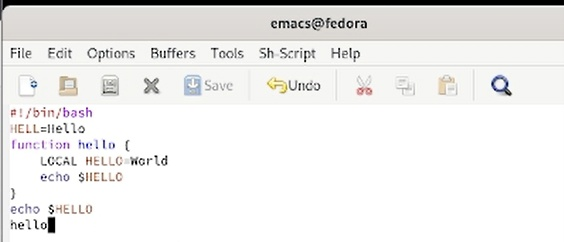 emacs@fedora
File Edit Options Buffers Tools Sh-Script Help
Save Undo
#!/bin/bash
HELL=Hello
function hello {
    LOCAL HELLO=World
    echo $HELLO
}
echo $HELLO
hello